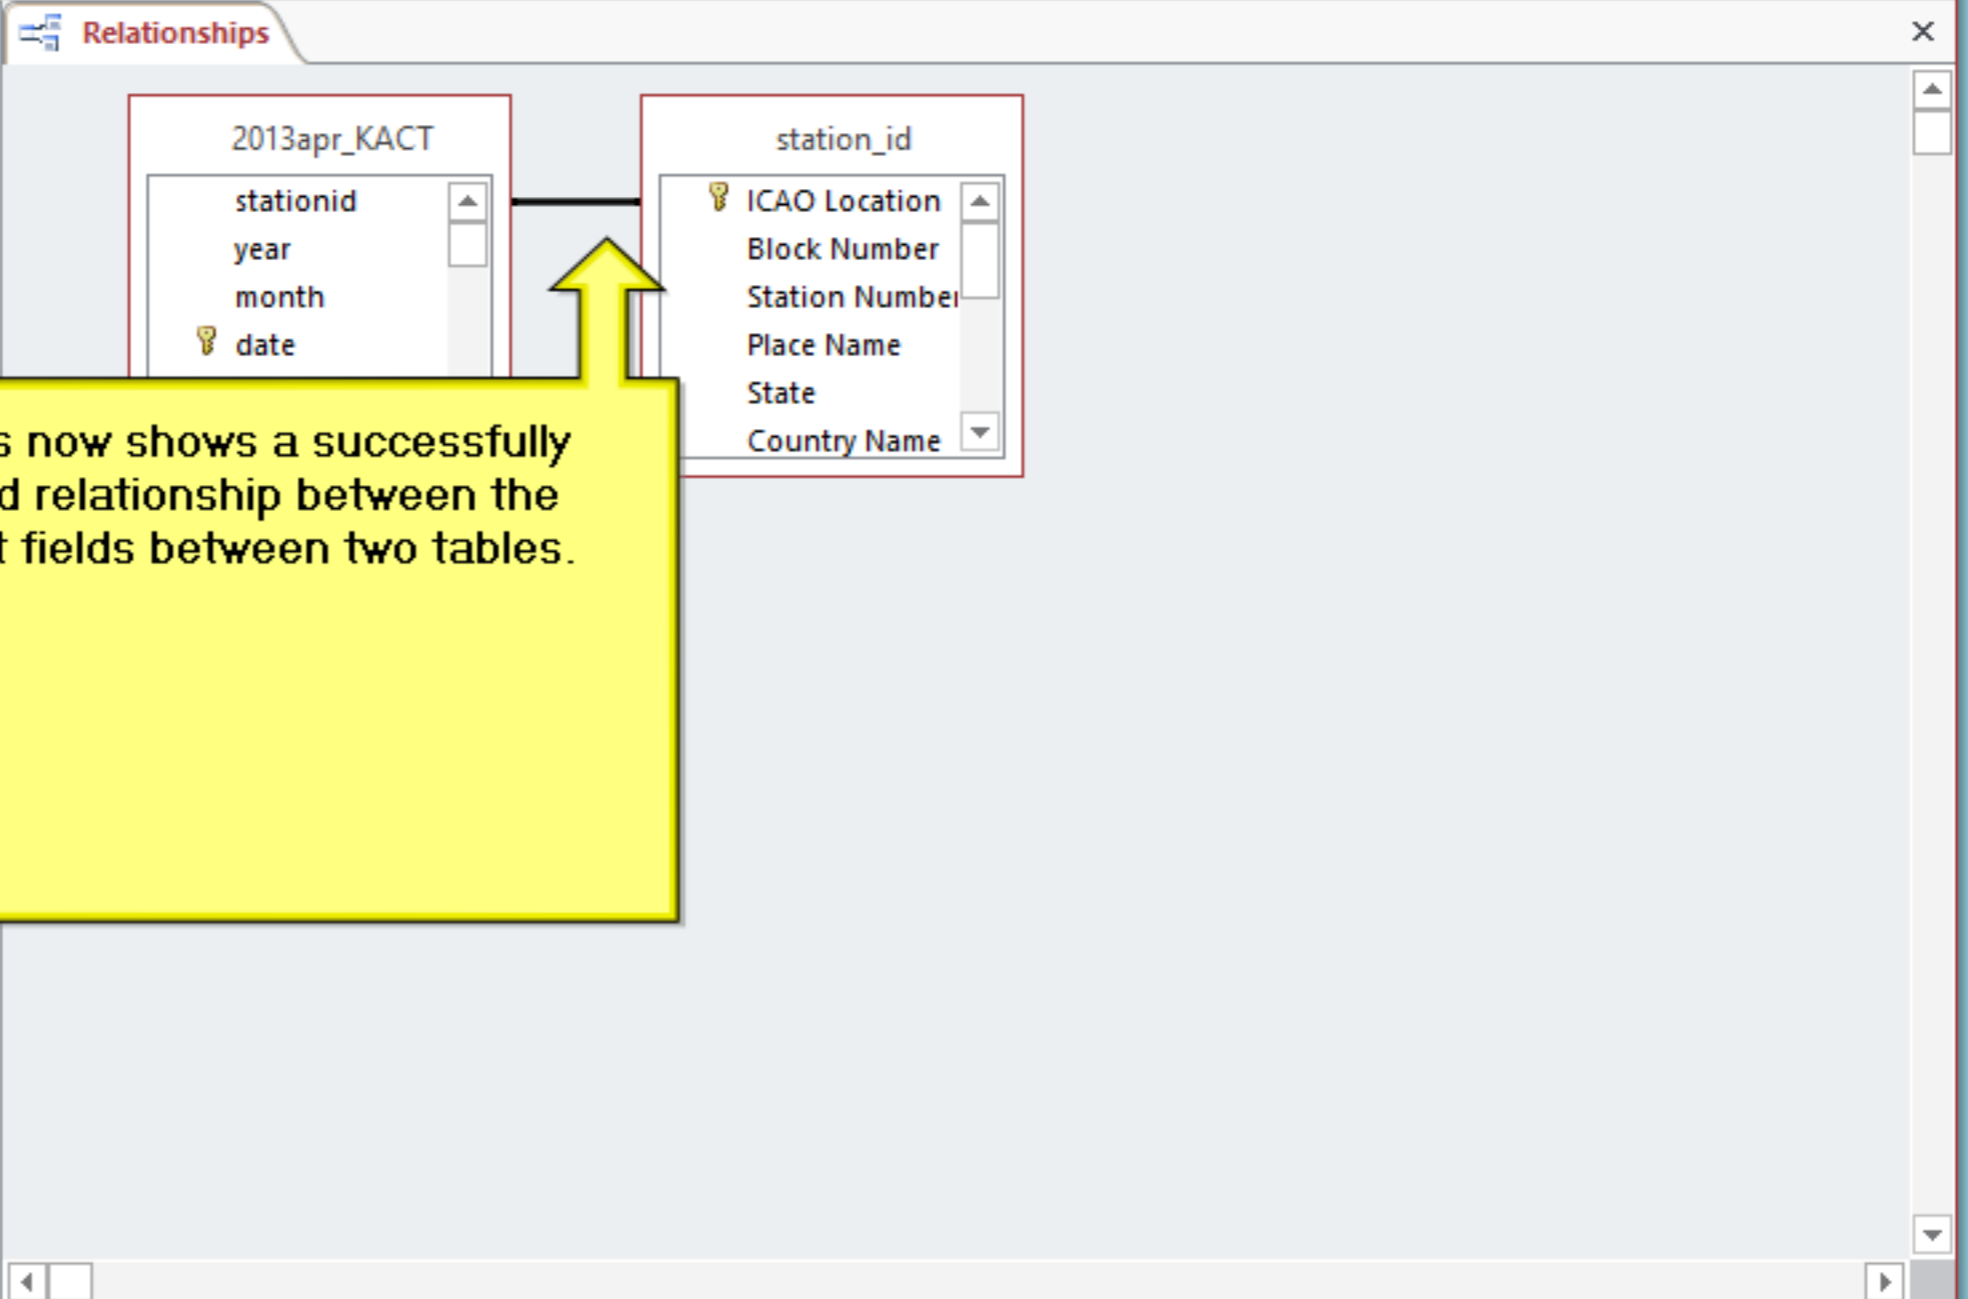 Relationships
2013apr_KACT
stationid
year
month
date
station_id
ICAO Location
Block Number
Station Number
Place Name
State
Country Name
now shows a successfully
relationship between the
fields between two tables.